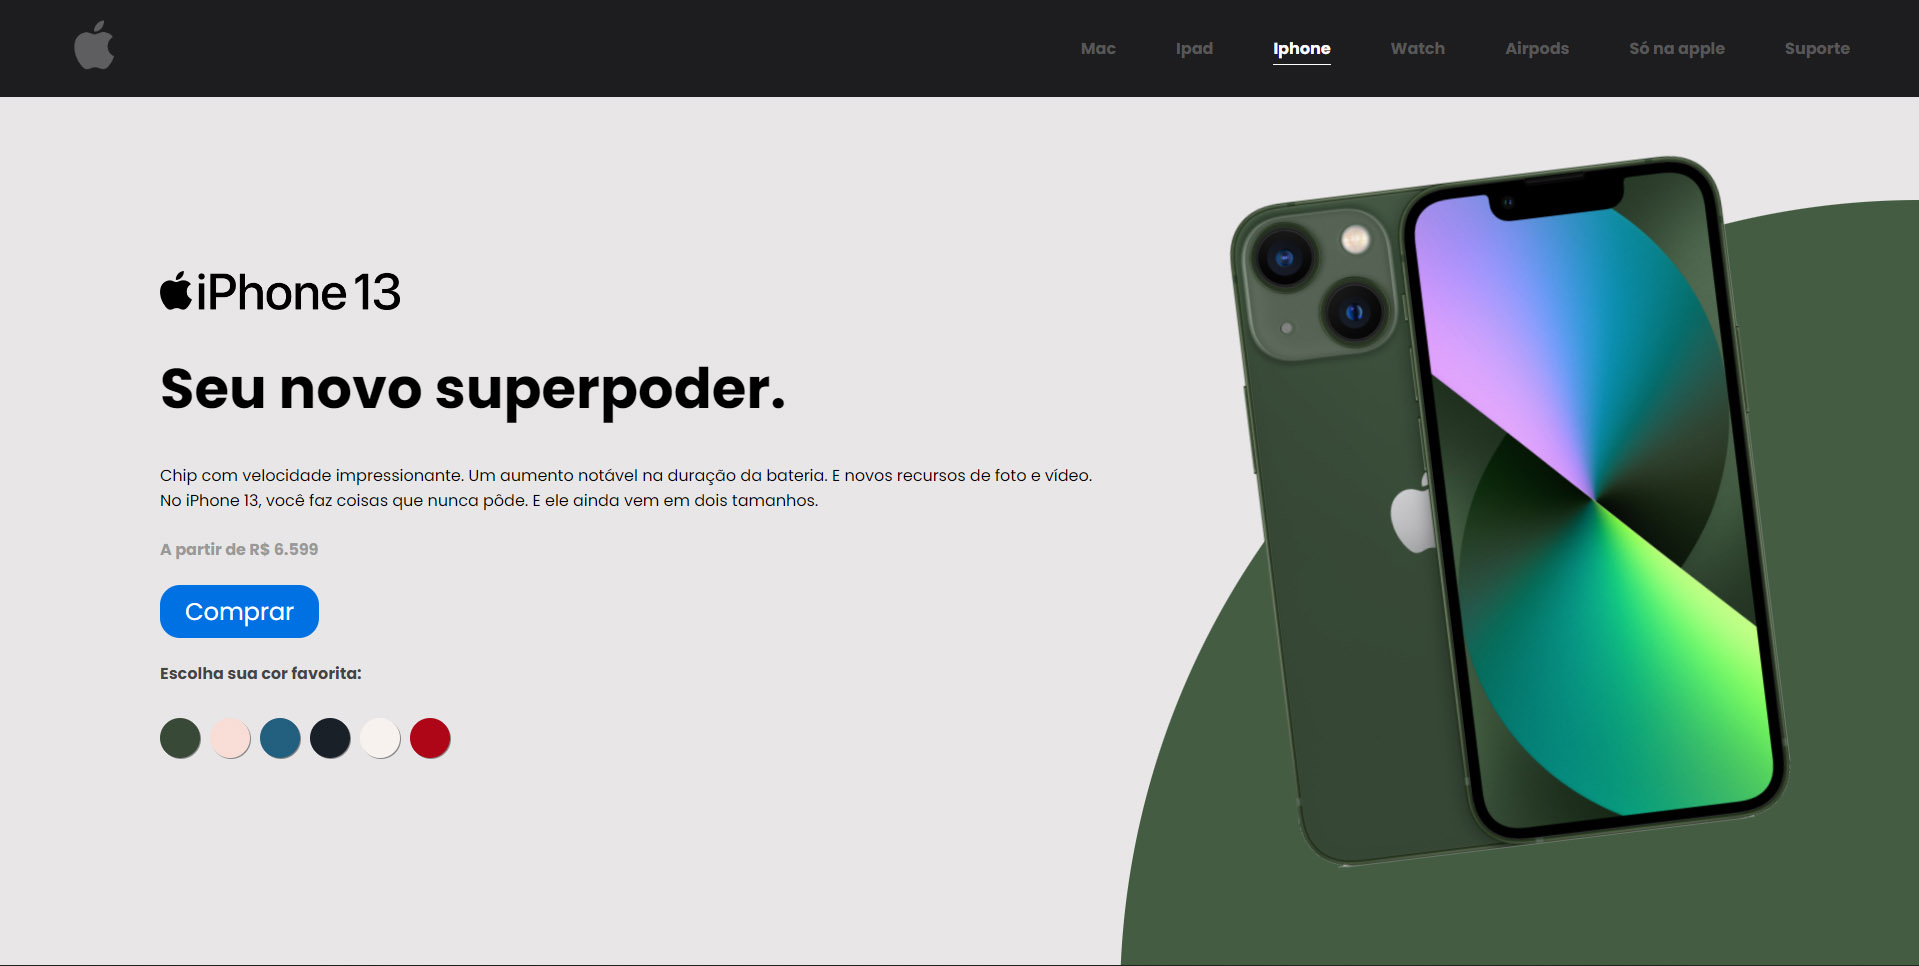 Mac Ipad Iphone Watch Airpods Só na apple Suporte
iPhone 13
Seu novo superpoder.
Chip com velocidade impressionante. Um aumento notável na duração da bateria. E novos recursos de foto e vídeo.
No iPhone 13, você faz coisas que nunca pôde. E ele ainda vem em dois tamanhos.
A partir de R$ 6.599
Comprar
Escolha sua cor favorita: